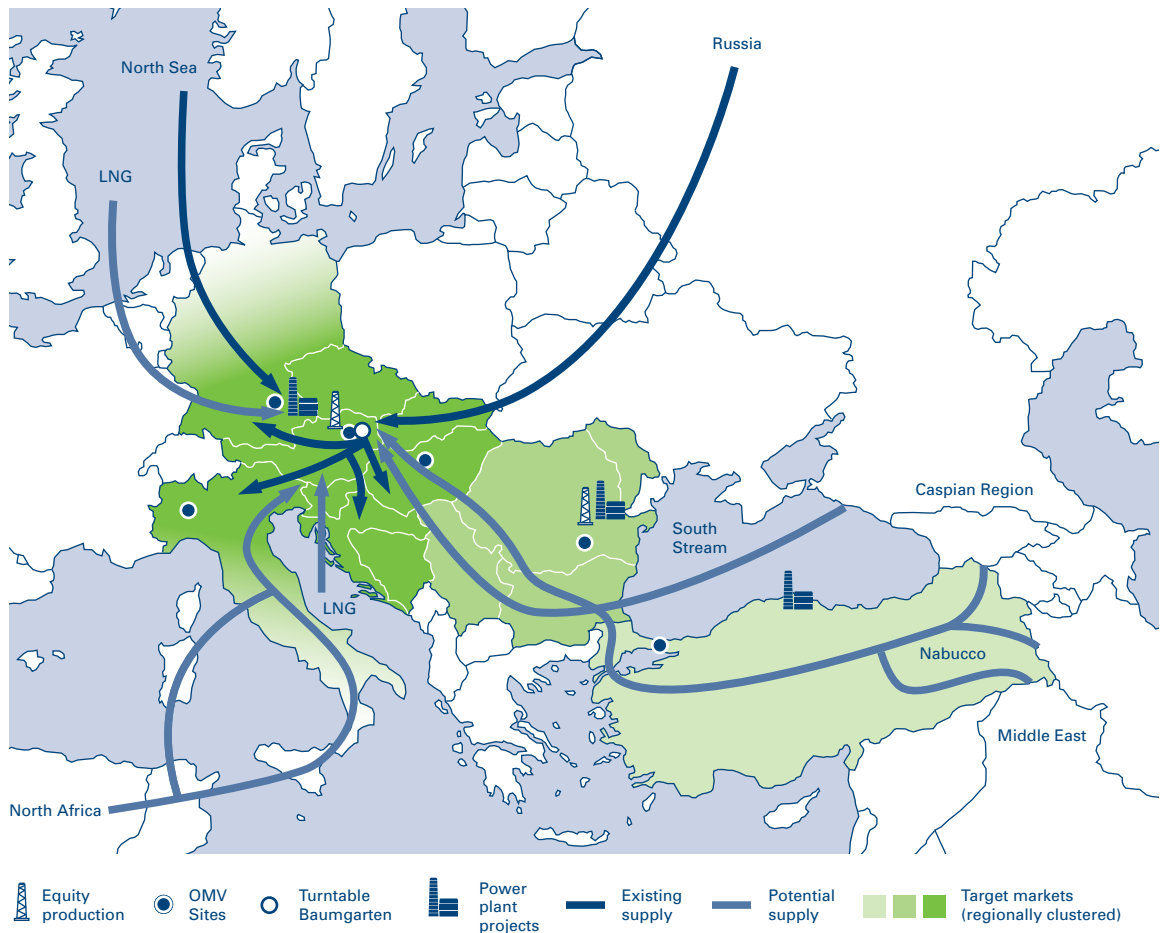 Russia
North Sea
LNG
Caspian Region
South
Stream
LNG
Nabucco
Middle East
North Africa
Equity
production
OMV
Sites
Turntable
Baumgarten
Power
plant
projects
Existing
supply
Potential
supply
Target markets
(regionally clustered)